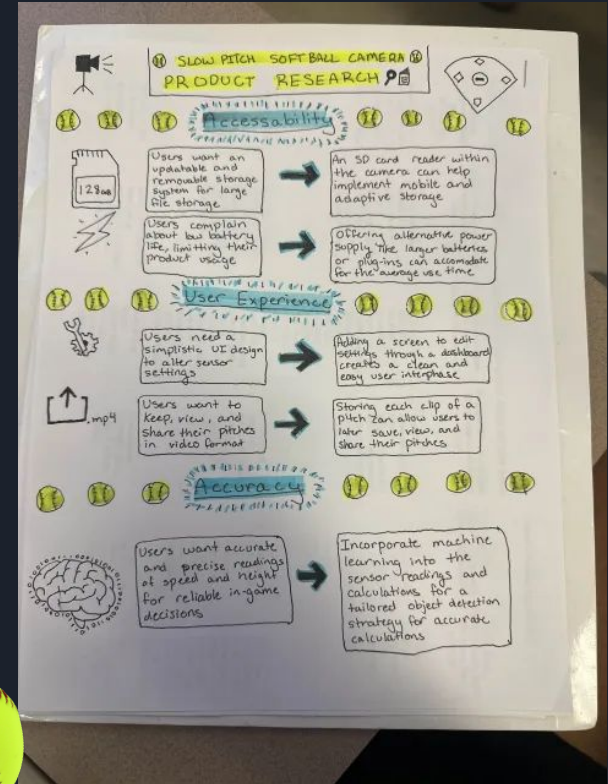 SLOW PITCH SOFTBALL CAMERA
PRODUCT RESEARCH
Accessability
Users want an
updatable and
removable storage
system for large
file storage
An SD card reader within
the camera can help
implement mobile and
adaptive storage
128GB
Users complain
about low battery
life, limitting their
product usage
Offering alternative power
supply like larger batteries
or plug-ins can accomodate
for the average use time
User Experience
Users need a
simplistic UI design
to alter sensor
settings
Adding a screen to edit
settings through a dashboard
creates a clean and
easy user interphase
.mp4
Users want to
keep, view, and
share their pitches
in video format
Storing each clip of a
pitch can allow users to
later save, view, and
share their pitches
Accuracy
Users want accurate
and precise readings
of speed and height
for reliable in-game
decisions
Incorporate machine
learning into the
sensor readings and
calculations for a
tailored object detection
strategy for accurate
calculations